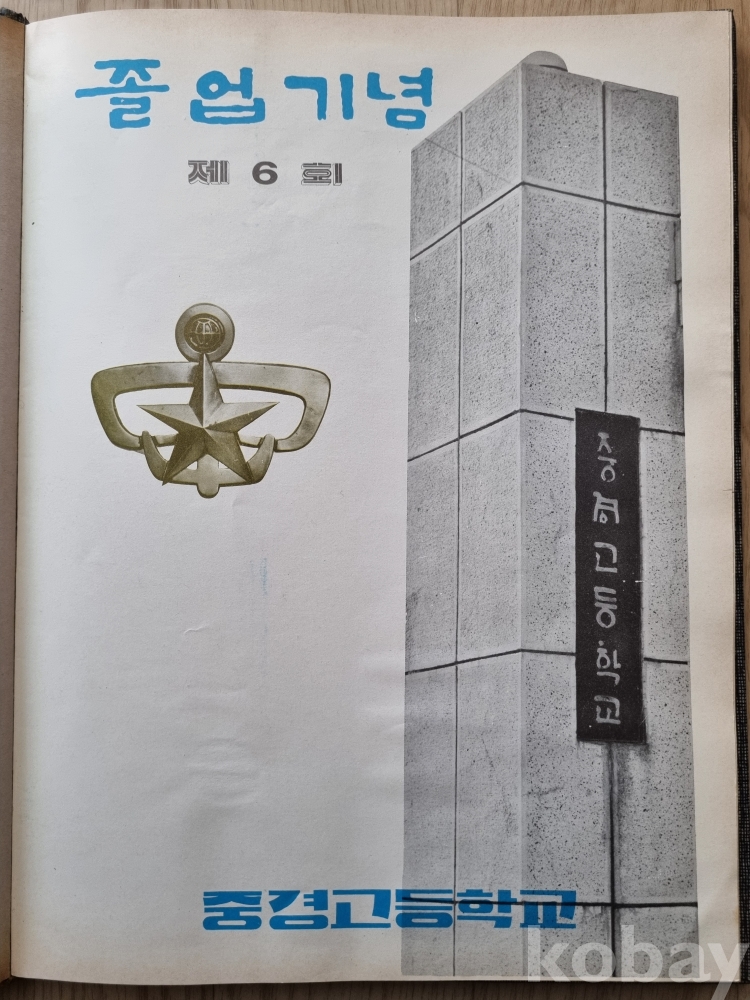 졸업기념
제 6 회
중경고등학교
중경고등학교
kobay